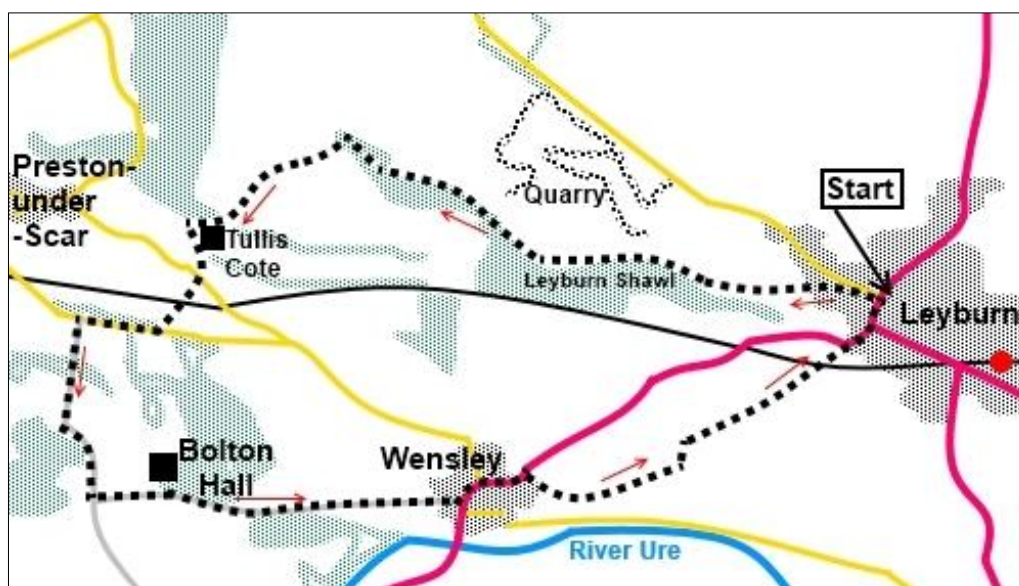 Preston-
under
-Scar
Quarry
Start
Tullis
Cote
Leyburn Shawl
Leyburn
Wensley
Bolton
Hall
River Ure